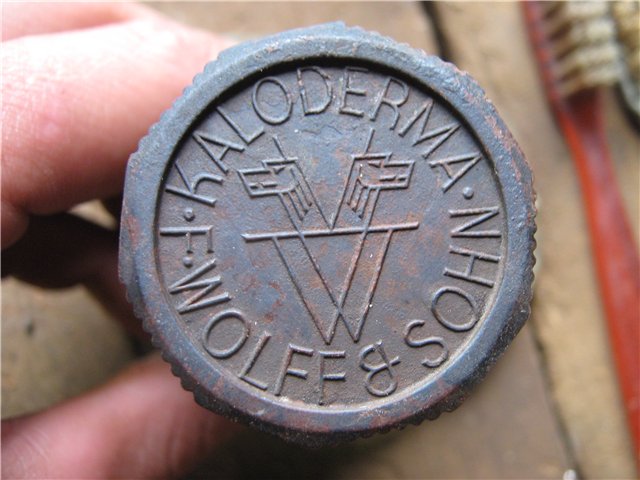 KALODERMA
· F · WOLFF & SOHN ·